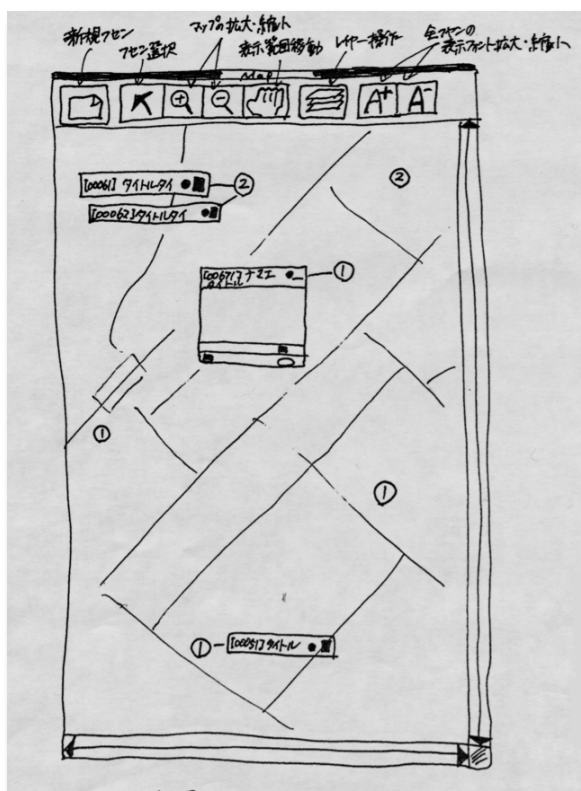 新規フセン
フセン選択
マップの拡大・縮小
表示範囲移動
レイヤー操作
全フセンの
表示フォント拡大・縮小
Map
A+ A-
[00061] タイトルタイ
②
②
[00062]タイトルタイ
①
タイトル
①
①
① [00051]タイトル